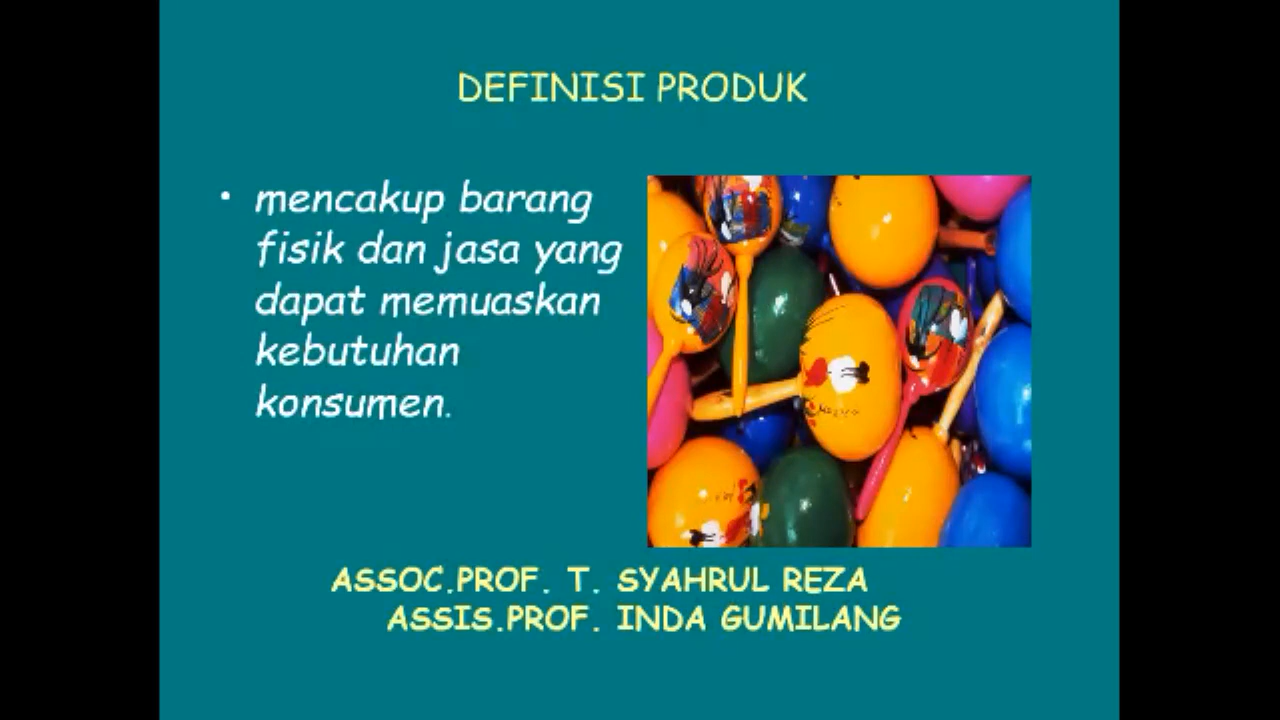 DEFINISI PRODUK
• mencakup barang
fisik dan jasa yang
dapat memuaskan
kebutuhan
konsumen.
ASSOC.PROF. T. SYAHRUL REZA
ASSIS.PROF. INDA GUMILANG